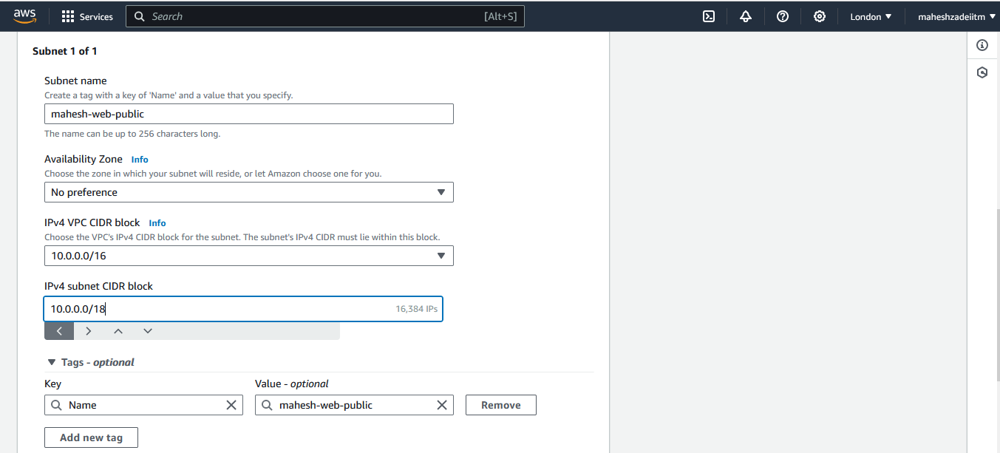 aws Services Search [Alt+S] London maheshzadeiitm
Subnet 1 of 1
Subnet name
Create a tag with a key of 'Name' and a value that you specify.
mahesh-web-public
The name can be up to 256 characters long.
Availability Zone Info
Choose the zone in which your subnet will reside, or let Amazon choose one for you.
No preference
IPv4 VPC CIDR block Info
Choose the VPC's IPv4 CIDR block for the subnet. The subnet's IPv4 CIDR must lie within this block.
10.0.0.0/16
IPv4 subnet CIDR block
10.0.0.0/18 16,384 IPs
Tags - optional
Key Value - optional
Name mahesh-web-public Remove
Add new tag